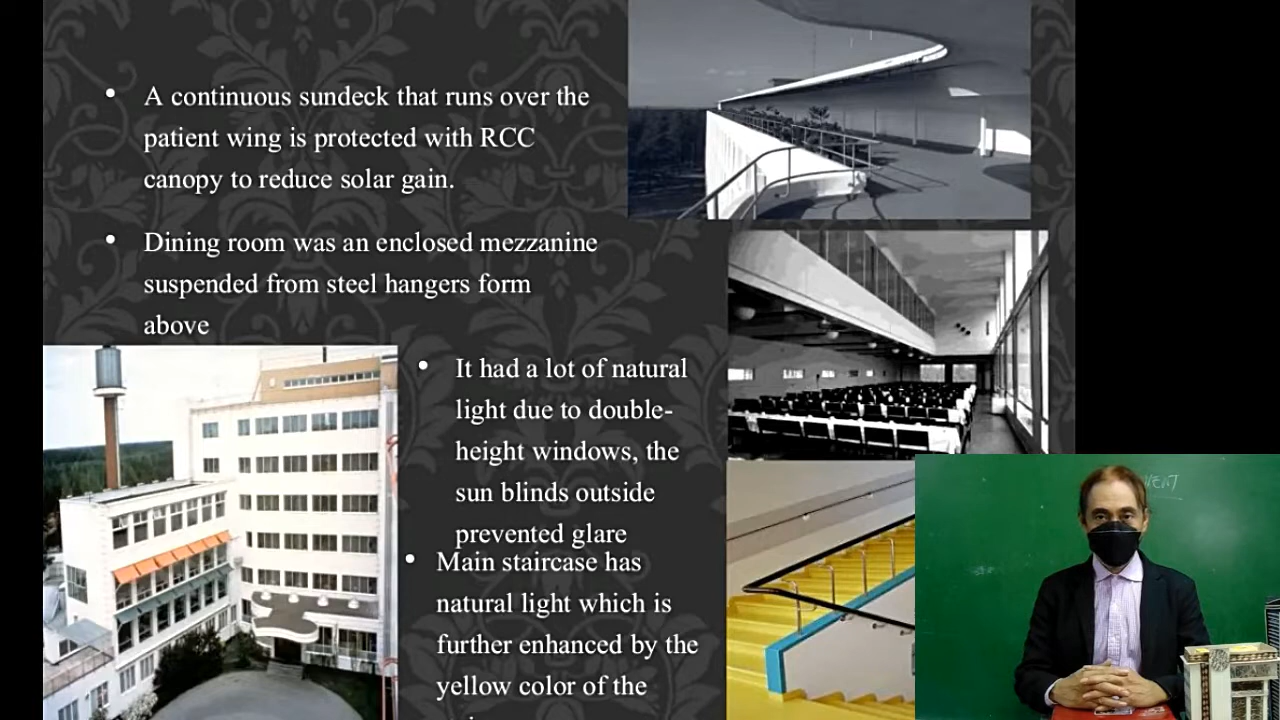 • A continuous sundeck that runs over the
patient wing is protected with RCC
canopy to reduce solar gain.
• Dining room was an enclosed mezzanine
suspended from steel hangers form
above
• It had a lot of natural
light due to double-
height windows, the
sun blinds outside
prevented glare
• Main staircase has
natural light which is
further enhanced by the
yellow color of the